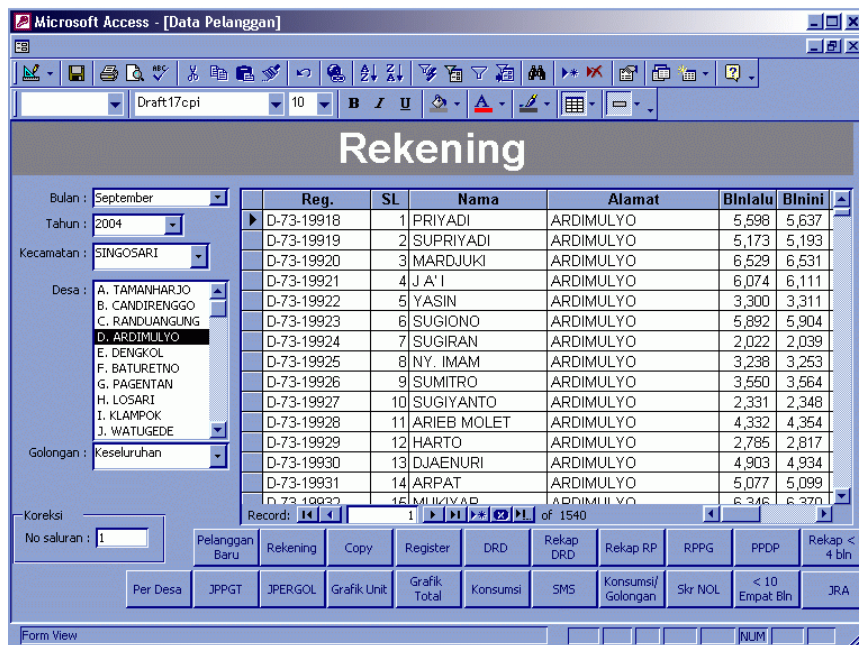 Microsoft Access - [Data Pelanggan]
Draft17cpi 10 B I U
Rekening
Bulan : September
Tahun : 2004
Kecamatan : SINGOSARI
Desa : A. TAMANHARJO
B. CANDIRENGGO
C. RANDUANGUNG
D. ARDIMULYO
E. DENGKOL
F. BATURETNO
G. PAGENTAN
H. LOSARI
I. KLAMPOK
J. WATUGEDE
Golongan : Keseluruhan
Koreksi
No saluran : 1
Reg. SL Nama Alamat Blnlalu Blnini
D-73-19918 1 PRIYADI ARDIMULYO 5,598 5,637
D-73-19919 2 SUPRIYADI ARDIMULYO 5,173 5,193
D-73-19920 3 MARDJUKI ARDIMULYO 6,529 6,531
D-73-19921 4 J A' I ARDIMULYO 6,074 6,111
D-73-19922 5 YASIN ARDIMULYO 3,300 3,311
D-73-19923 6 SUGIONO ARDIMULYO 5,892 5,904
D-73-19924 7 SUGIRAN ARDIMULYO 2,022 2,039
D-73-19925 8 NY. IMAM ARDIMULYO 3,238 3,253
D-73-19926 9 SUMITRO ARDIMULYO 3,550 3,564
D-73-19927 10 SUGIYANTO ARDIMULYO 2,331 2,348
D-73-19928 11 ARIEB MOLET ARDIMULYO 4,332 4,354
D-73-19929 12 HARTO ARDIMULYO 2,785 2,817
D-73-19930 13 DJAENURI ARDIMULYO 4,903 4,934
D-73-19931 14 ARPAT ARDIMULYO 5,077 5,099
D-73-19932 15 MUKIYAR ARDIMULYO 6,346 6,370
Record: 1 of 1540
Pelanggan Baru
Rekening
Copy
Register
DRD
Rekap DRD
Rekap RP
RPPG
PPDP
Rekap < 4 bln
Per Desa
JPPGT
JPERGOL
Grafik Unit
Grafik Total
Konsumsi
SMS
Konsumsi/ Golongan
Skr NOL
< 10 Empat Bln
JRA
Form View NUM